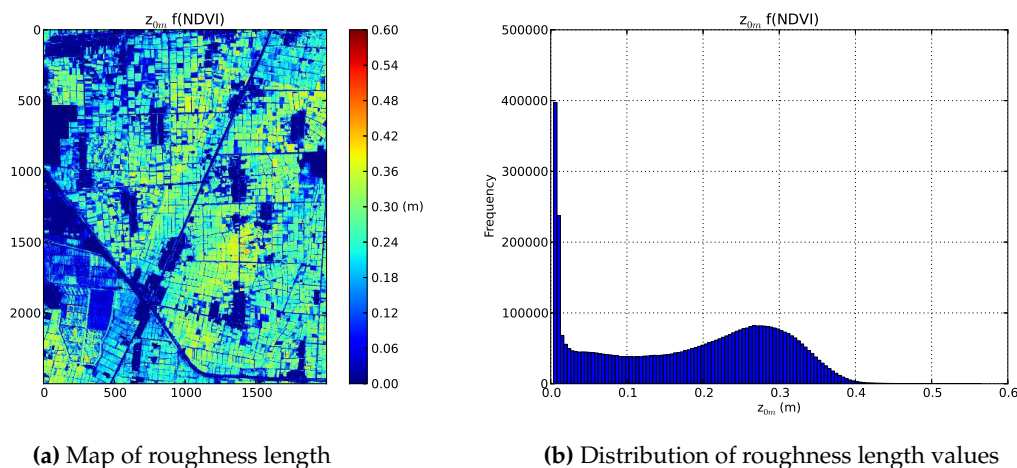 z0m f(NDVI)
0
500
1000
1500
2000
0 500 1000 1500
0.60
0.54
0.48
0.42
0.36
0.30 (m)
0.24
0.18
0.12
0.06
0.00
(a) Map of roughness length
z0m f(NDVI)
500000
400000
300000
200000
100000
0
Frequency
0.0 0.1 0.2 0.3 0.4 0.5 0.6
z0m (m)
(b) Distribution of roughness length values